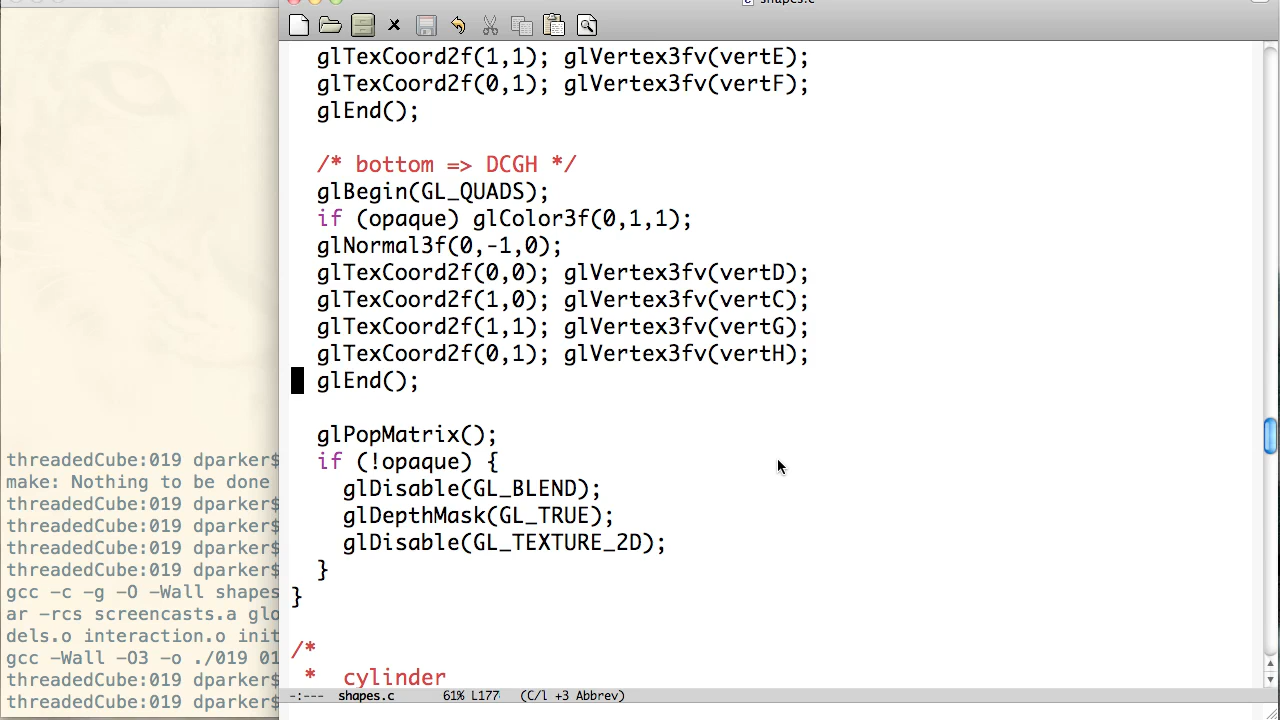 shapes.c
glTexCoord2f(1,1); glVertex3fv(vertE);
glTexCoord2f(0,1); glVertex3fv(vertF);
glEnd();
/* bottom => DCGH */
glBegin(GL_QUADS);
if (opaque) glColor3f(0,1,1);
glNormal3f(0,-1,0);
glTexCoord2f(0,0); glVertex3fv(vertD);
glTexCoord2f(1,0); glVertex3fv(vertC);
glTexCoord2f(1,1); glVertex3fv(vertG);
glTexCoord2f(0,1); glVertex3fv(vertH);
glEnd();
glPopMatrix();
if (!opaque) {
glDisable(GL_BLEND);
glDepthMask(GL_TRUE);
glDisable(GL_TEXTURE_2D);
}
}
/*
* cylinder
-:--- shapes.c 61% L177 (C/l +3 Abbrev)
threadedCube:019 dparker$
make: Nothing to be done
threadedCube:019 dparker$
threadedCube:019 dparker$
threadedCube:019 dparker$
threadedCube:019 dparker$
gcc -c -g -O -Wall shapes
ar -rcs screencasts.a glo
dels.o interaction.o init
gcc -Wall -O3 -o ./019 01
threadedCube:019 dparker$
threadedCube:019 dparker$